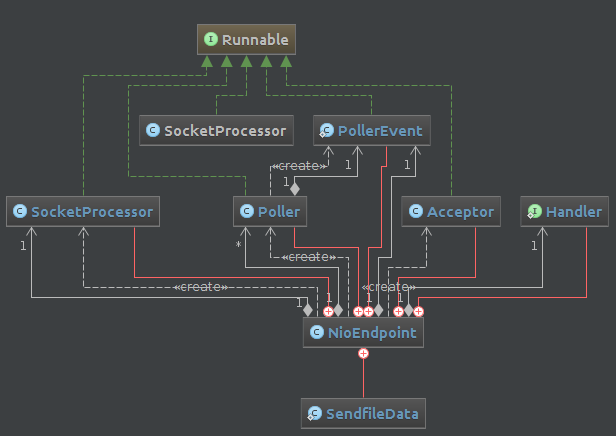 I Runnable
C SocketProcessor
C PollerEvent
«create»
1
1
1
C SocketProcessor
C Poller
C Acceptor
I Handler
1
*
1
«create»
«create»
«create»
1
1
1
1
C NioEndpoint
C SendfileData